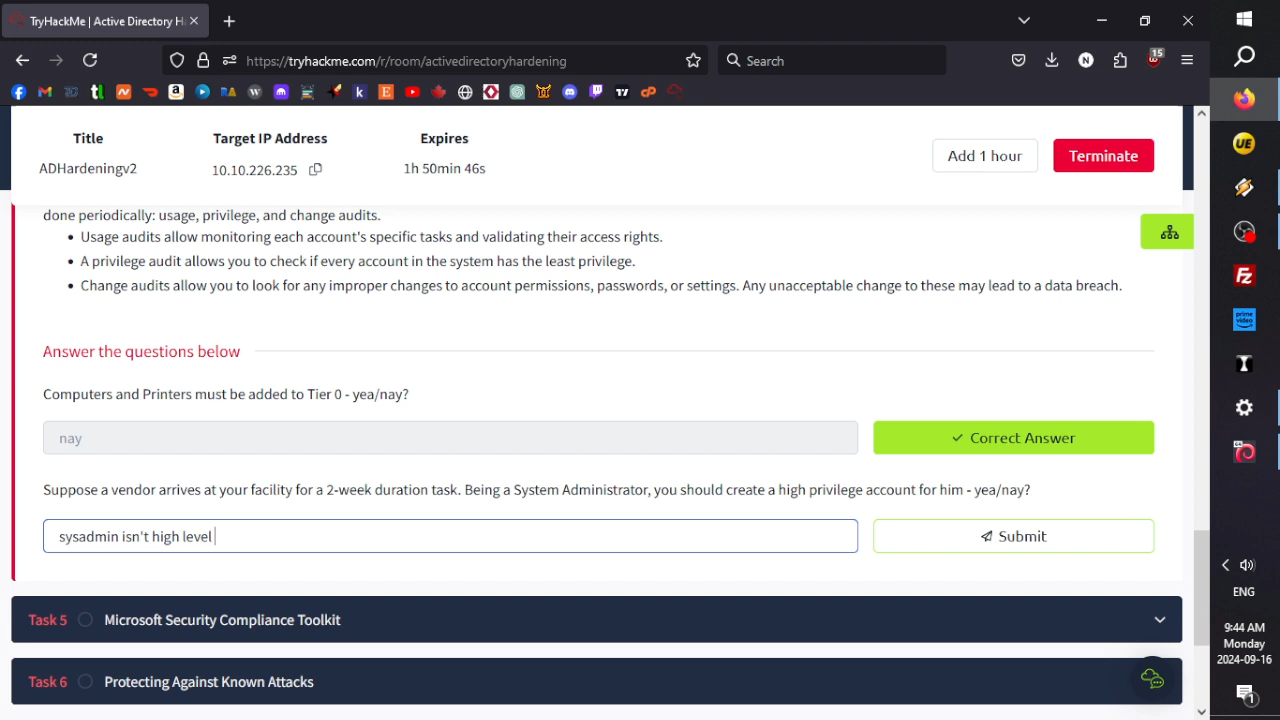 TryHackMe | Active Directory Ha
https://tryhackme.com/r/room/activedirectoryhardening
Search
15
Title
Target IP Address
Expires
ADHardeningv2
10.10.226.235
1h 50min 46s
Add 1 hour
Terminate
done periodically: usage, privilege, and change audits.
• Usage audits allow monitoring each account's specific tasks and validating their access rights.
• A privilege audit allows you to check if every account in the system has the least privilege.
• Change audits allow you to look for any improper changes to account permissions, passwords, or settings. Any unacceptable change to these may lead to a data breach.
Answer the questions below
Computers and Printers must be added to Tier 0 - yea/nay?
nay
Correct Answer
Suppose a vendor arrives at your facility for a 2-week duration task. Being a System Administrator, you should create a high privilege account for him - yea/nay?
sysadmin isn't high level
Submit
Task 5
Microsoft Security Compliance Toolkit
Task 6
Protecting Against Known Attacks
UE
Fz
prime video
ENG
9:44 AM
Monday
2024-09-16
1